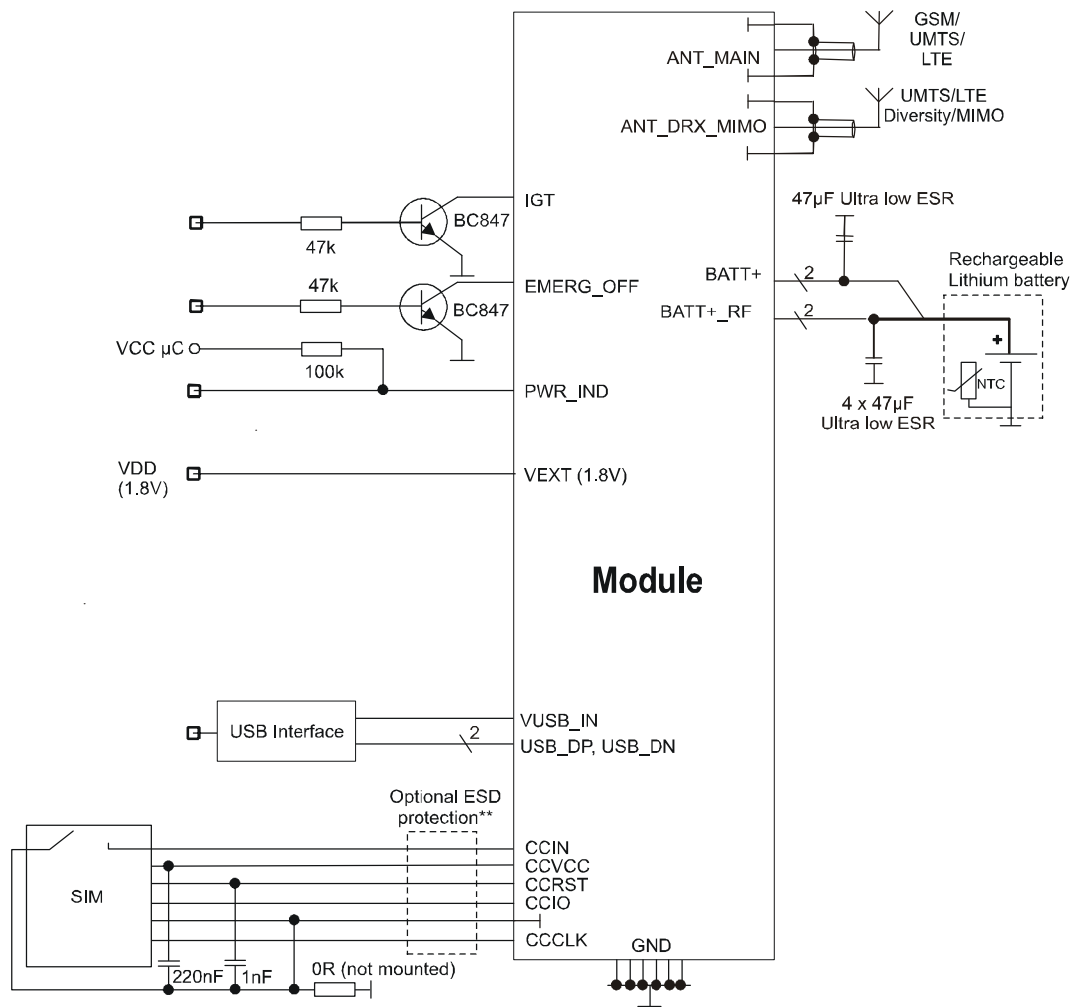 GSM/
UMTS/
LTE
ANT_MAIN
UMTS/LTE
Diversity/MIMO
ANT_DRX_MIMO
IGT
BC847
47k
47µF Ultra low ESR
Rechargeable
Lithium battery
BATT+
2
47k
EMERG_OFF
BC847
BATT+_RF
2
VCC µC
100k
+
NTC
PWR_IND
4 x 47µF
Ultra low ESR
VDD
(1.8V)
VEXT (1.8V)
Module
USB Interface
VUSB_IN
2
USB_DP, USB_DN
Optional ESD
protection**
CCIN
CCVCC
CCRST
SIM
CCIO
CCCLK
GND
220nF
1nF
0R (not mounted)